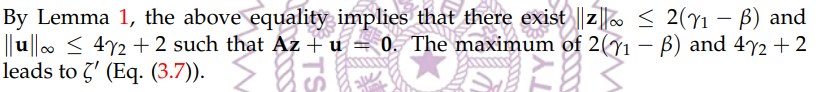 By Lemma 1, the above equality implies that there exist ‖z‖∞ ≤ 2(γ₁ − β) and
‖u‖∞ ≤ 4γ₂ + 2 such that Az + u = 0. The maximum of 2(γ₁ − β) and 4γ₂ + 2
leads to ζ′ (Eq. (3.7)).